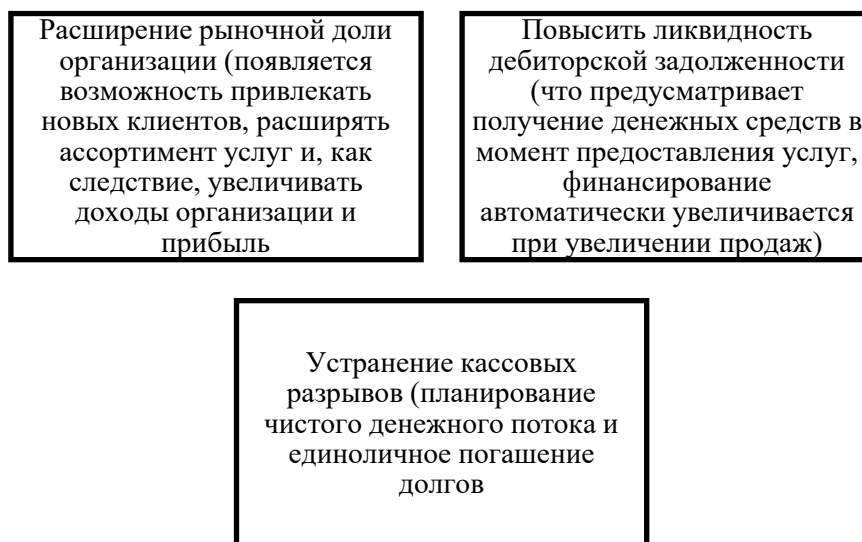 Расширение рыночной доли
организации (появляется
возможность привлекать
новых клиентов, расширять
ассортимент услуг и, как
следствие, увеличивать
доходы организации и
прибыль
Повысить ликвидность
дебиторской задолженности
(что предусматривает
получение денежных средств в
момент предоставления услуг,
финансирование
автоматически увеличивается
при увеличении продаж)
Устранение кассовых
разрывов (планирование
чистого денежного потока и
единоличное погашение
долгов